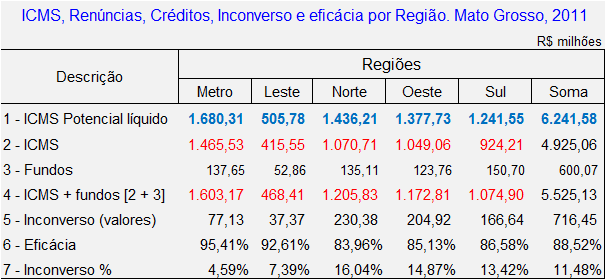 ICMS, Renúncias, Créditos, Inconverso e eficácia por Região. Mato Grosso, 2011
R$ milhões
Descrição Regiões
Metro Leste Norte Oeste Sul Soma
1 - ICMS Potencial líquido 1.680,31 505,78 1.436,21 1.377,73 1.241,55 6.241,58
2 - ICMS 1.465,53 415,55 1.070,71 1.049,06 924,21 4.925,06
3 - Fundos 137,65 52,86 135,11 123,76 150,70 600,07
4 - ICMS + fundos [2 + 3] 1.603,17 468,41 1.205,83 1.172,81 1.074,90 5.525,13
5 - Inconverso (valores) 77,13 37,37 230,38 204,92 166,64 716,45
6 - Eficácia 95,41% 92,61% 83,96% 85,13% 86,58% 88,52%
7 - Inconverso % 4,59% 7,39% 16,04% 14,87% 13,42% 11,48%